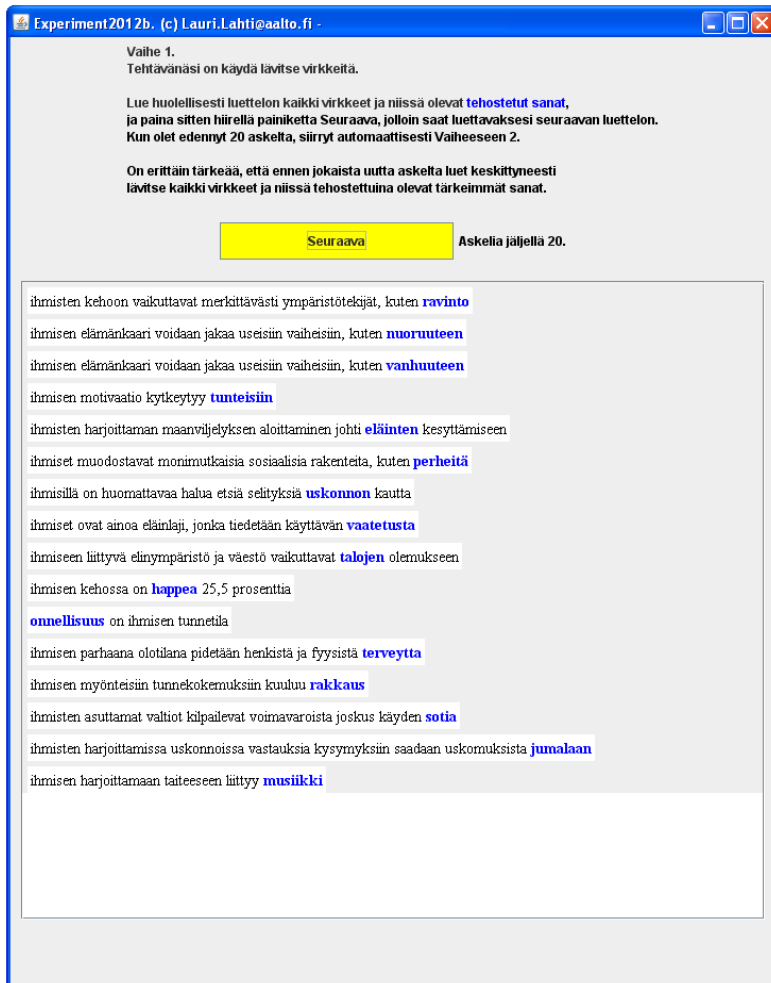 Experiment2012b. (c) Lauri.Lahti@aalto.fi -
Vaihe 1.
Tehtävänäsi on käydä lävitse virkkeitä.
Lue huolellisesti luettelon kaikki virkkeet ja niissä olevat tehostetut sanat,
ja paina sitten hiirellä painiketta Seuraava, jolloin saat luettavaksesi seuraavan luettelon.
Kun olet edennyt 20 askelta, siirryt automaattisesti Vaiheeseen 2.
On erittäin tärkeää, että ennen jokaista uutta askelta luet keskittyneesti
lävitse kaikki virkkeet ja niissä tehostettuina olevat tärkeimmät sanat.
Seuraava Askelia jäljellä 20.
ihmisten kehoon vaikuttavat merkittävästi ympäristötekijät, kuten ravinto
ihmisen elämänkaari voidaan jakaa useisiin vaiheisiin, kuten nuoruuteen
ihmisen elämänkaari voidaan jakaa useisiin vaiheisiin, kuten vanhuuteen
ihmisen motivaatio kytkeytyy tunteisiin
ihmisten harjoittaman maanviljelyksen aloittaminen johti eläinten kesyttämiseen
ihmiset muodostavat monimutkaisia sosiaalisia rakenteita, kuten perheitä
ihmisillä on huomattavaa halua etsiä selityksiä uskonnon kautta
ihmiset ovat ainoa eläinlaji, jonka tiedetään käyttävän vaatetusta
ihmiseen liittyvä elinympäristö ja väestö vaikuttavat talojen olemukseen
ihmisen kehossa on happea 25,5 prosenttia
onnellisuus on ihmisen tunnetila
ihmisen parhaana olotilana pidetään henkistä ja fyysistä terveytta
ihmisen myönteisiin tunnekokemuksiin kuuluu rakkaus
ihmisten asuttamat valtiot kilpailevat voimavaroista joskus käyden sotia
ihmisten harjoittamissa uskonnoissa vastauksia kysymyksiin saadaan uskomuksista jumalaan
ihmisen harjoittamaan taiteeseen liittyy musiikki